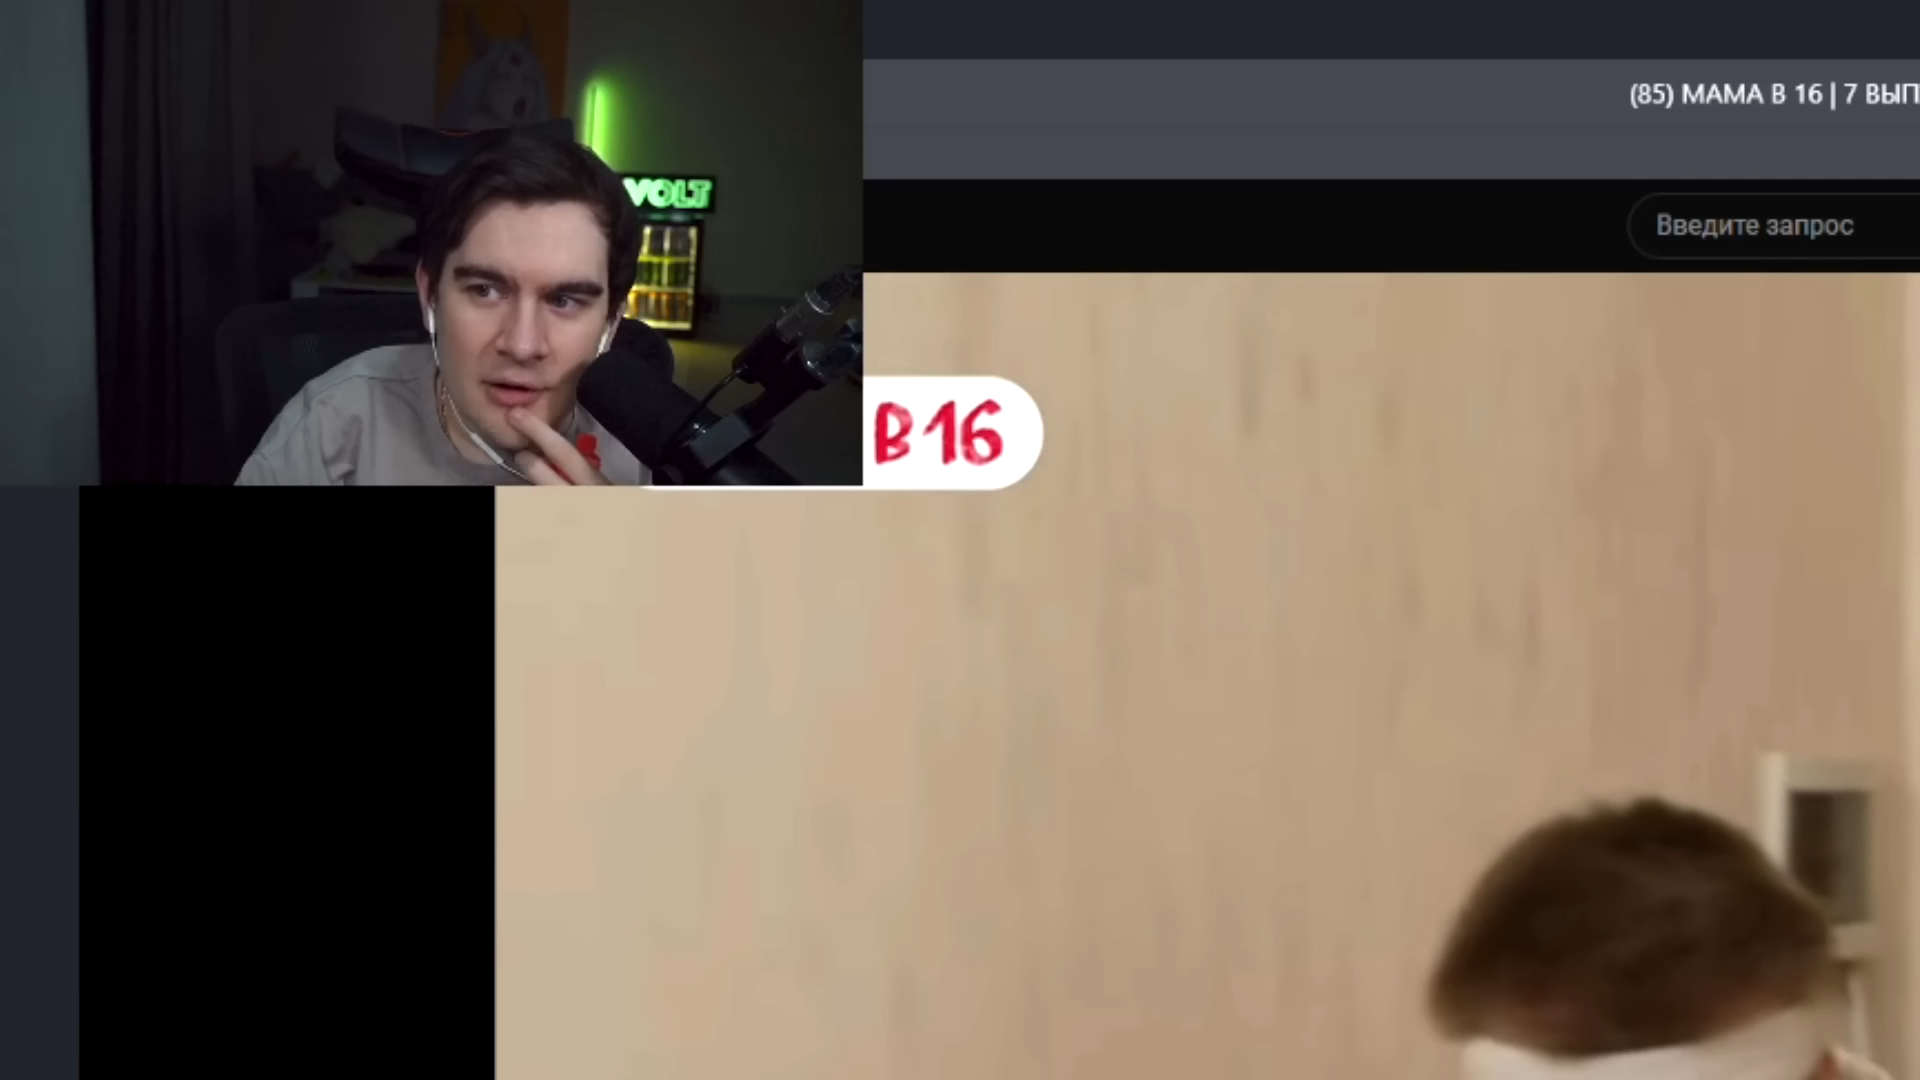 (85) МАМА В 16 | 7 ВЫП
VOLT
Введите запрос
В 16